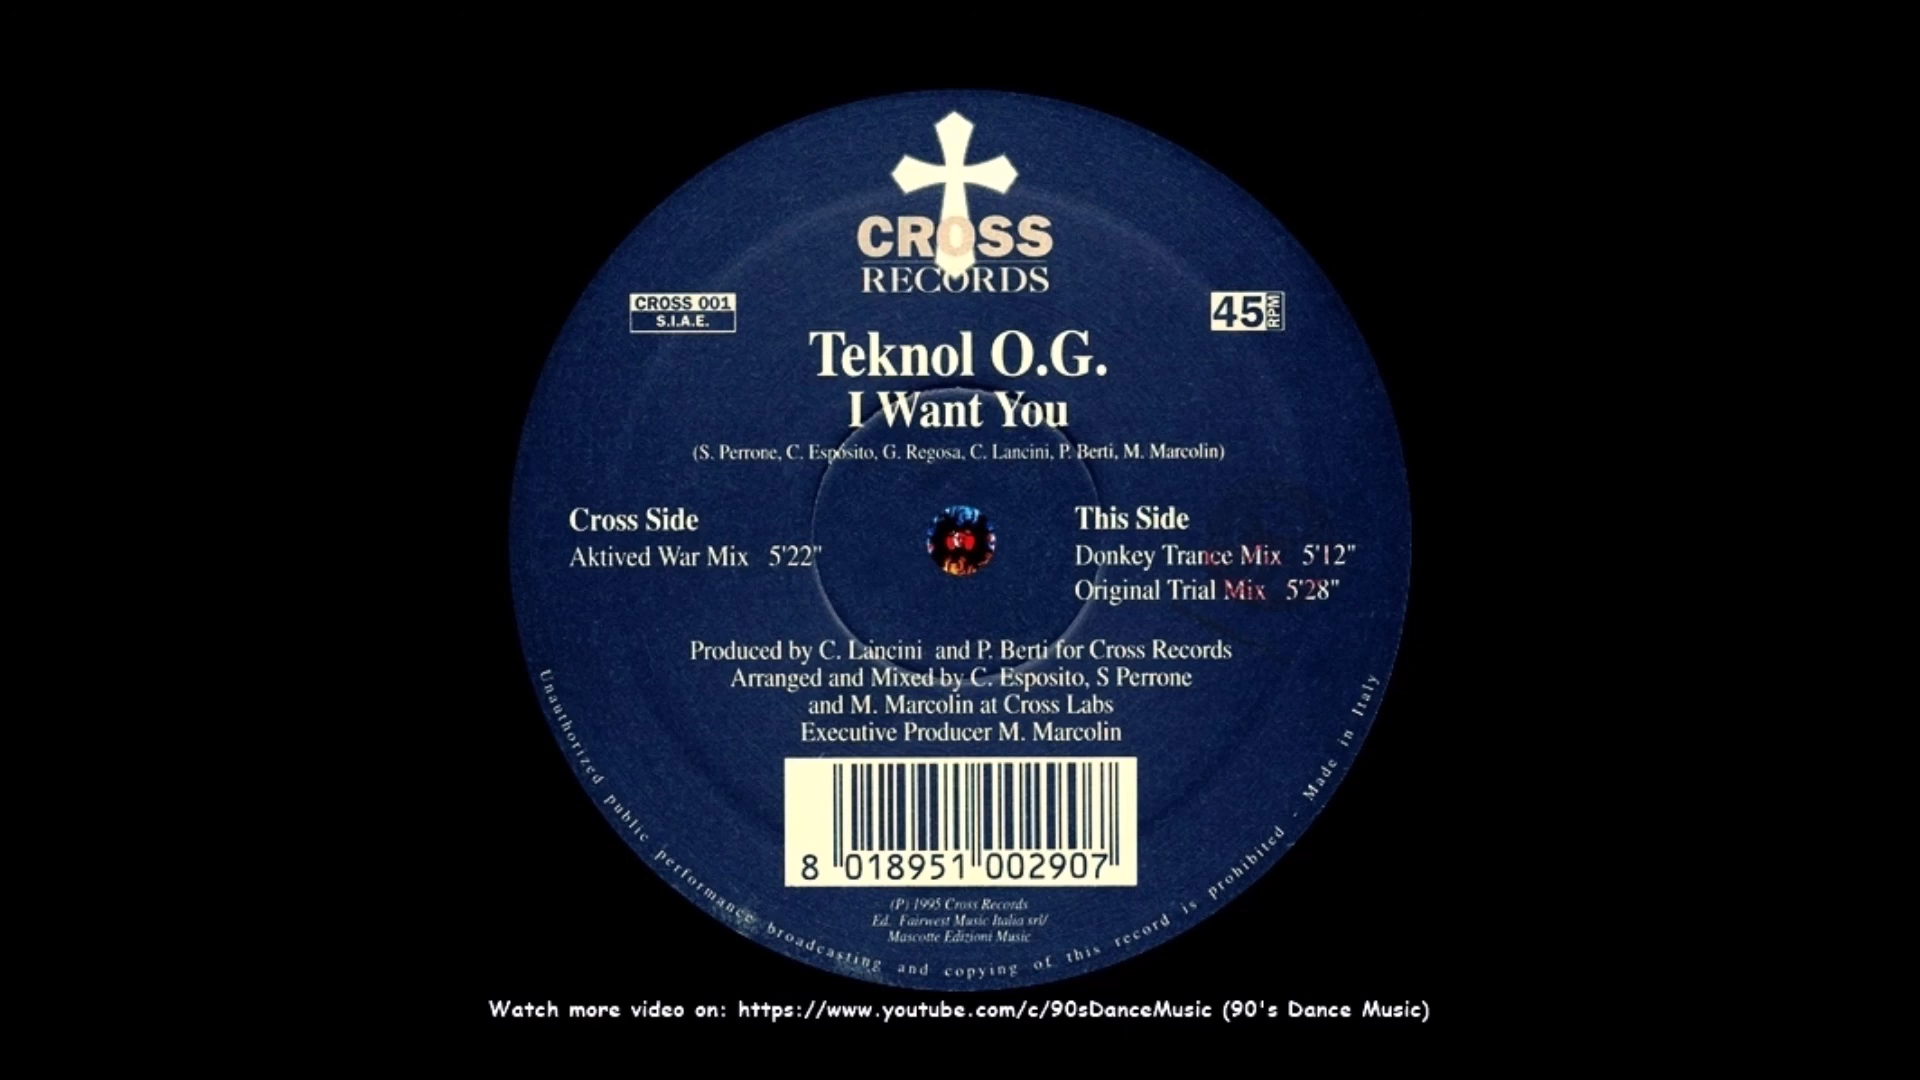 CROSS
RECORDS
CROSS 001
S.I.A.E.
45 RPM
Teknol O.G.
I Want You
(S. Perrone, C. Esposito, G. Regosa, C. Lancini, P. Berti, M. Marcolin)
Cross Side
Aktived War Mix 5'22"
This Side
Donkey Trance Mix 5'12"
Original Trial Mix 5'28"
Produced by C. Lancini and P. Berti for Cross Records
Arranged and Mixed by C. Esposito, S Perrone
and M. Marcolin at Cross Labs
Executive Producer M. Marcolin
8 018951 002907
(P) 1995 Cross Records
Ed. Fairwest Music Italia srl/
Mascotte Edizioni Music
Unauthorized public performance broadcasting and copying of this record is prohibited - Made in Italy
Watch more video on: https://www.youtube.com/c/90sDanceMusic (90's Dance Music)